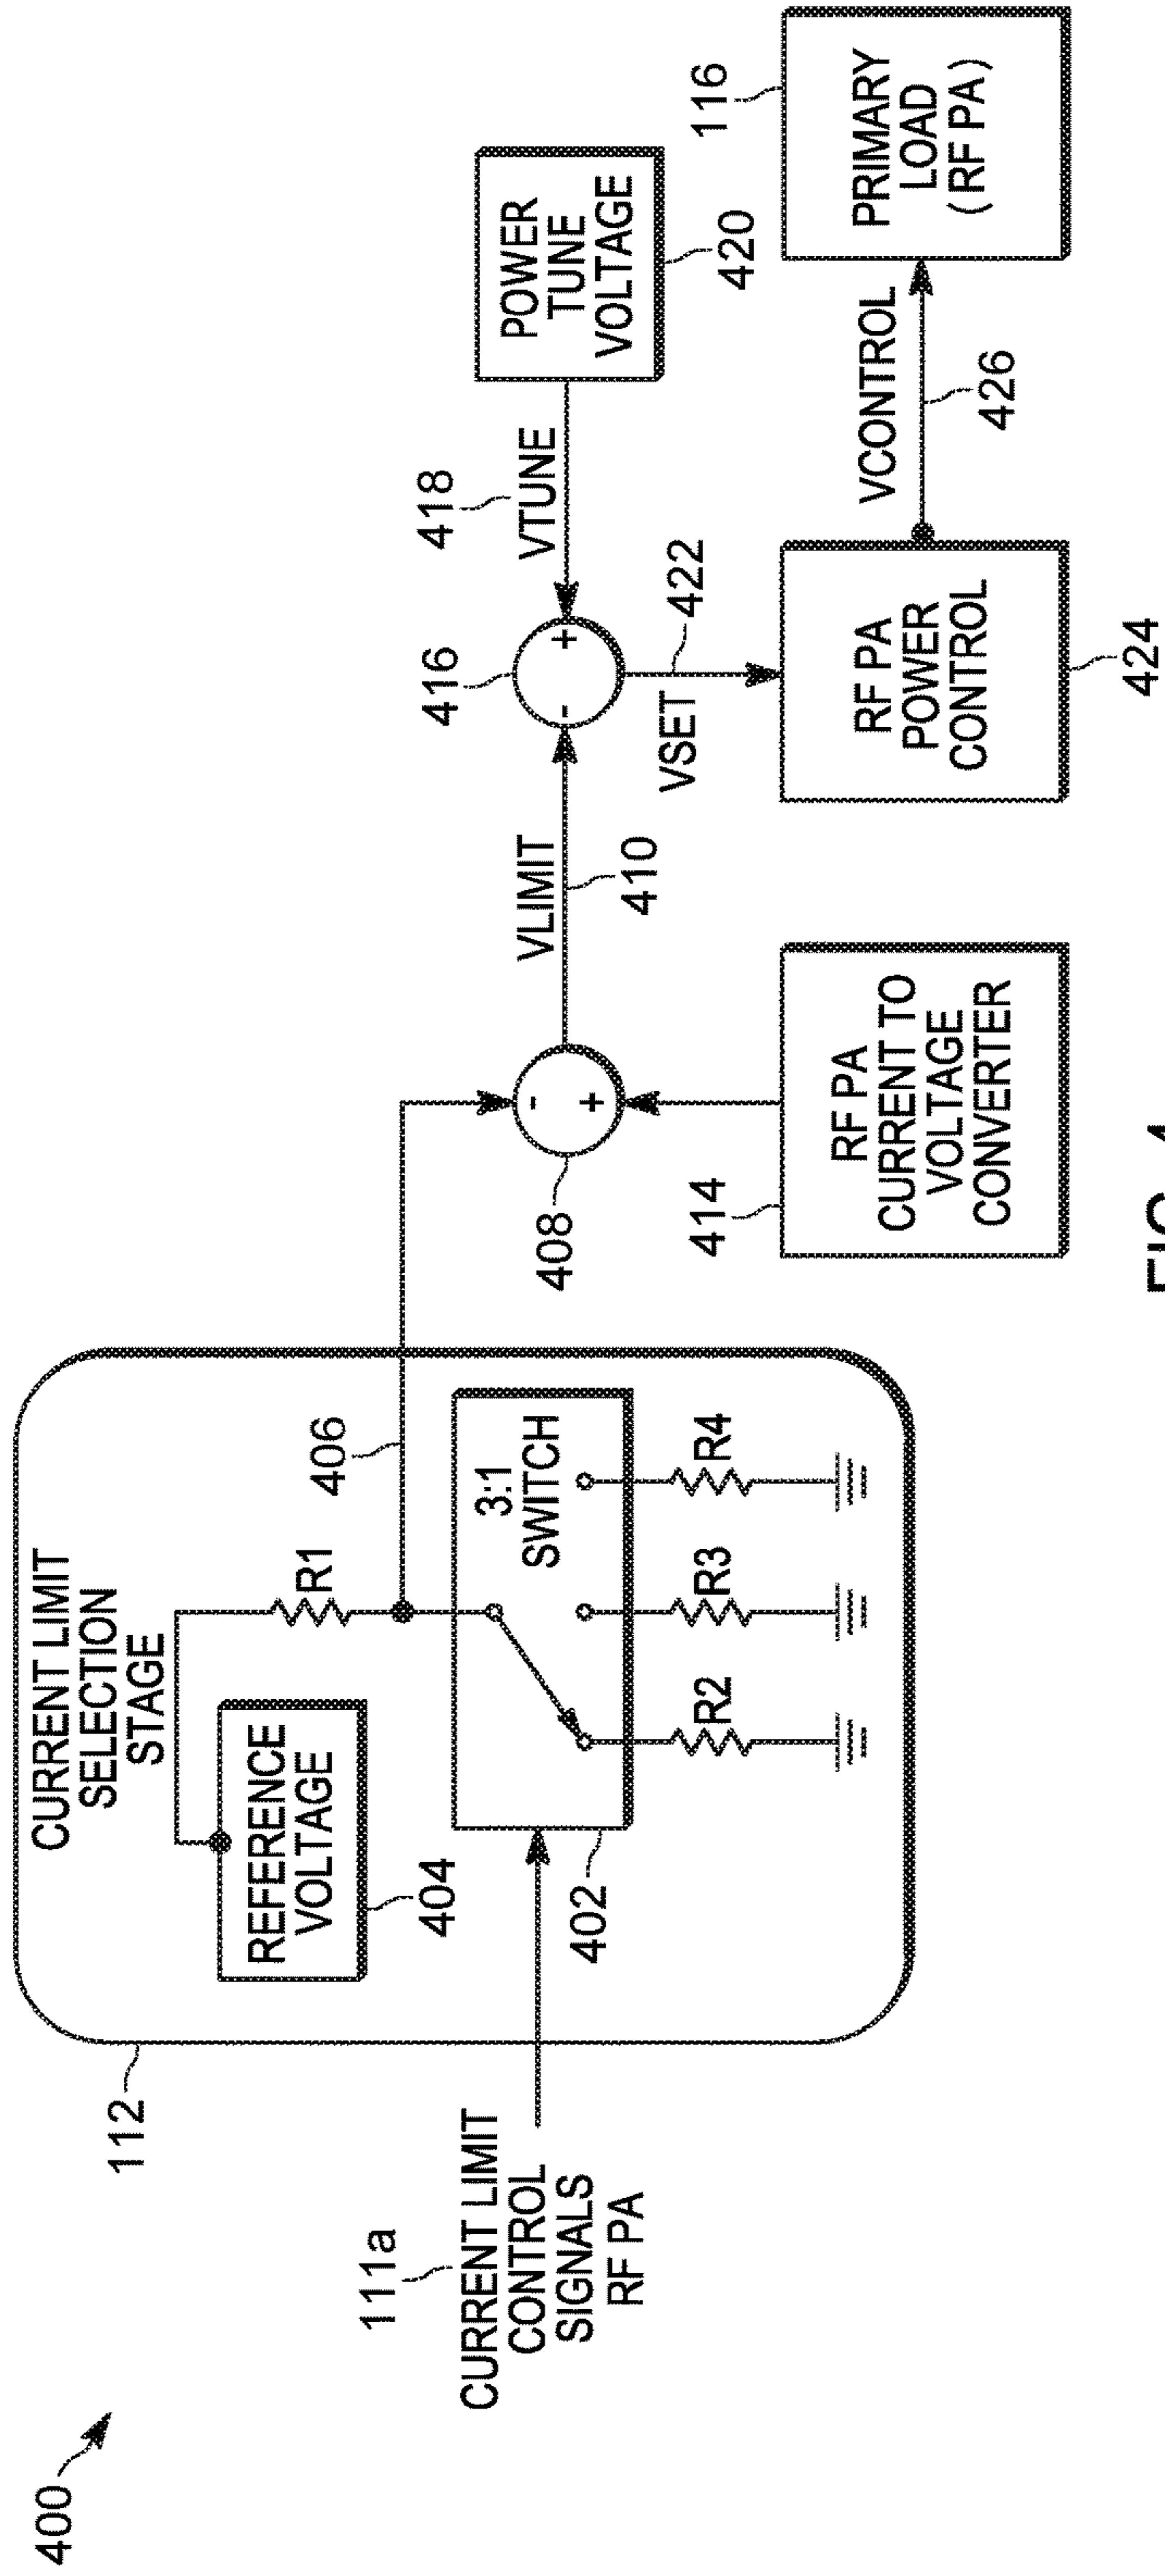 400
111a
CURRENT LIMIT
CONTROL
SIGNALS
RF PA
112
CURRENT LIMIT
SELECTION
STAGE
REFERENCE
VOLTAGE
404
R1
406
3:1
SWITCH
402
R2
R3
R4
408
-
+
414
RF PA
CURRENT TO
VOLTAGE
CONVERTER
VLIMIT
410
416
-
+
418
VTUNE
POWER
TUNE
VOLTAGE
420
VSET
422
RF PA
POWER
CONTROL
424
VCONTROL
426
116
PRIMARY
LOAD
(RF PA)